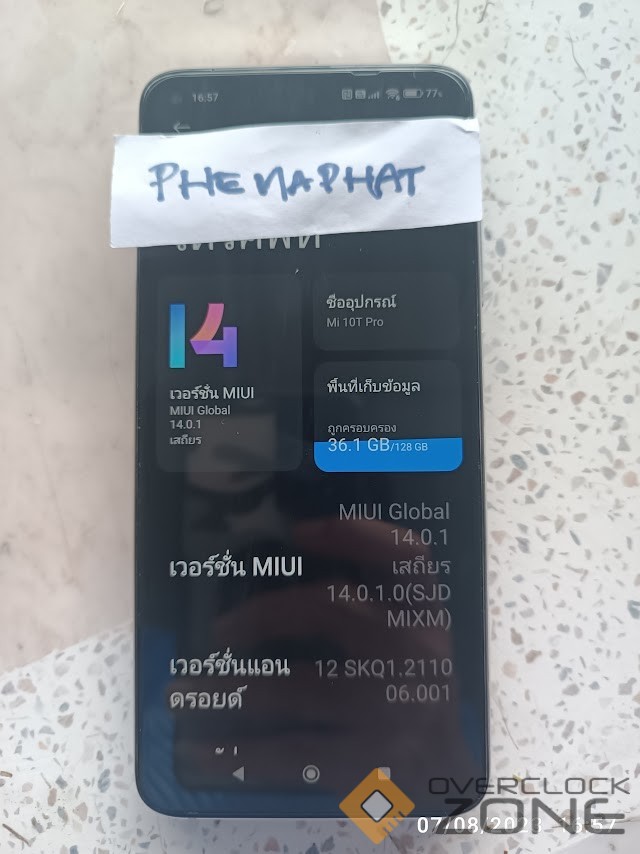 16:57
77%
PHENAPHAT
14
ชื่ออุปกรณ์
Mi 10T Pro
เวอร์ชั่น MIUI
MIUI Global
14.0.1
เสถียร
พื้นที่เก็บข้อมูล
ถูกครอบครอง
36.1 GB/128 GB
เวอร์ชั่น MIUI
MIUI Global
14.0.1
เสถียร
14.0.1.0(SJD
MIXM)
เวอร์ชั่นแอน
ดรอยด์
12 SKQ1.2110
06.001
OVERCLOCK
ZONE
07/08/2023 16:57